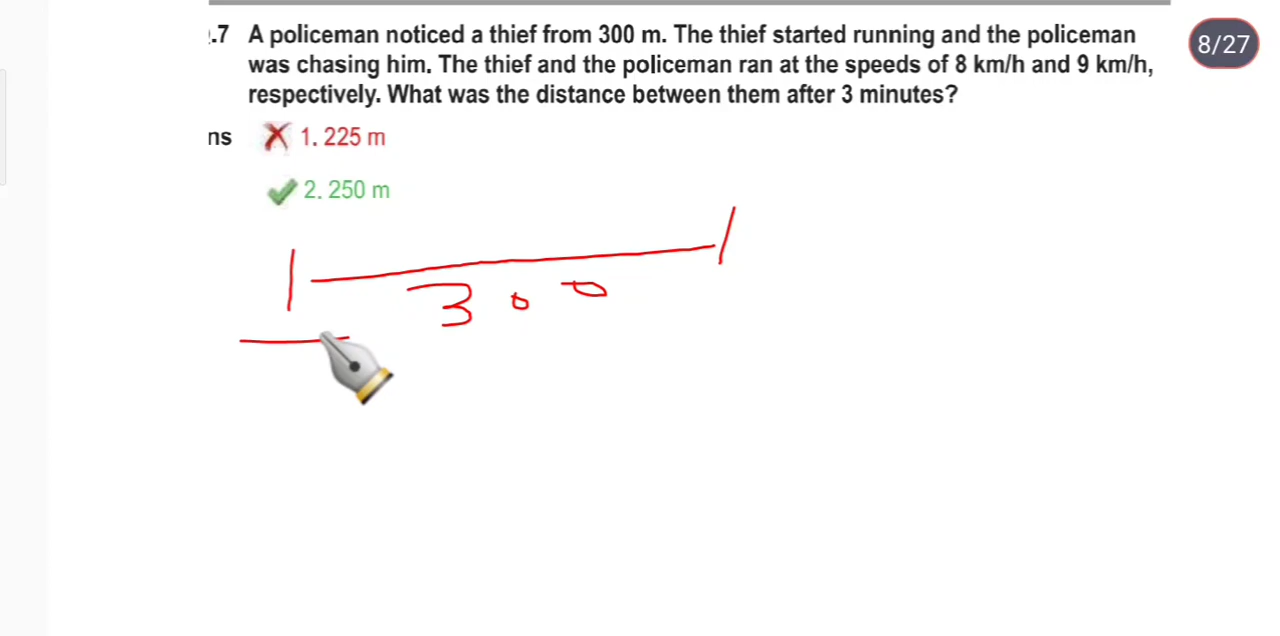 .7 A policeman noticed a thief from 300 m. The thief started running and the policeman
8/27
was chasing him. The thief and the policeman ran at the speeds of 8 km/h and 9 km/h,
respectively. What was the distance between them after 3 minutes?
ns 1. 225 m
2. 250 m
300